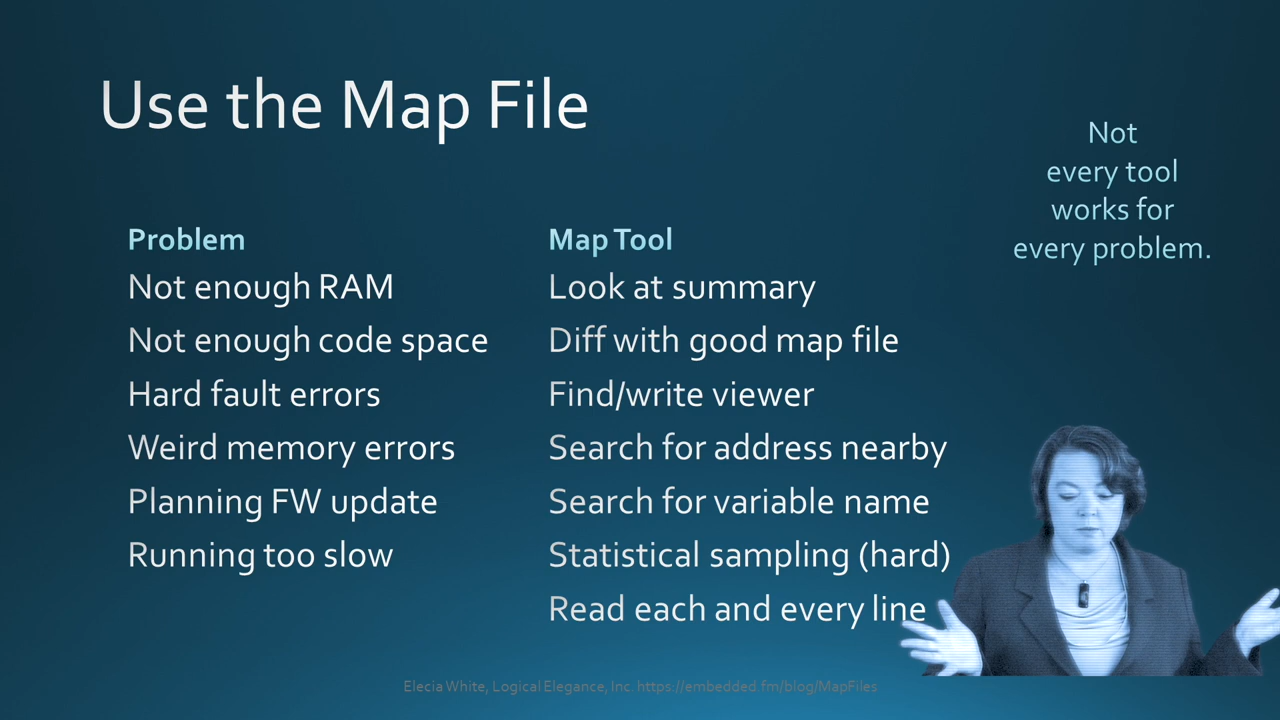 Use the Map File
Not
every tool
works for
every problem.
Problem
Not enough RAM
Not enough code space
Hard fault errors
Weird memory errors
Planning FW update
Running too slow
Map Tool
Look at summary
Diff with good map file
Find/write viewer
Search for address nearby
Search for variable name
Statistical sampling (hard)
Read each and every line
Elecia White, Logical Elegance, Inc. https://embedded.fm/blog/MapFiles